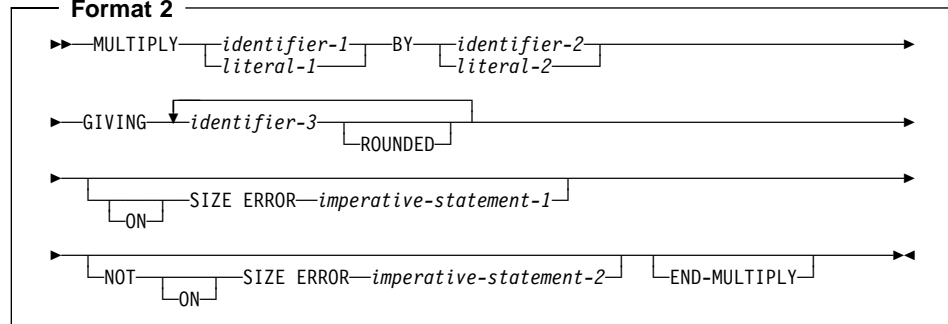 Format 2
MULTIPLY identifier-1 BY identifier-2
literal-1 literal-2
GIVING identifier-3
ROUNDED
SIZE ERROR imperative-statement-1
ON
NOT SIZE ERROR imperative-statement-2 END-MULTIPLY
ON